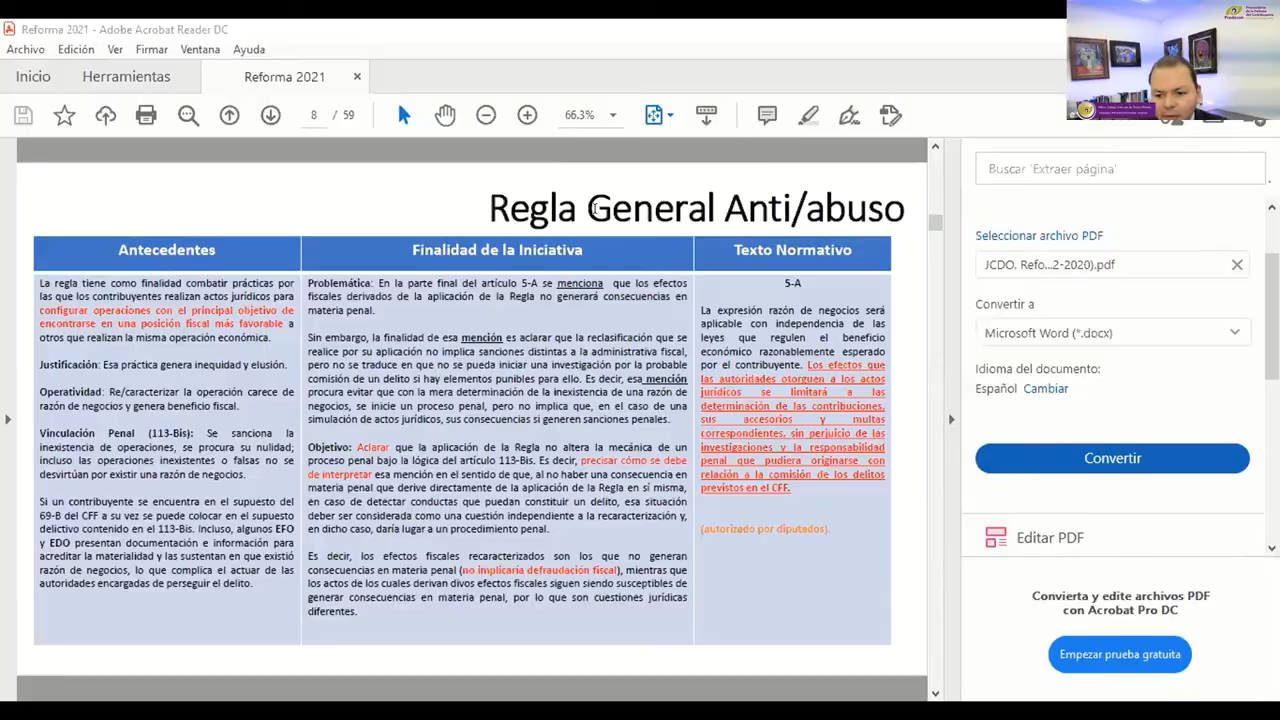 Reforma 2021 - Adobe Acrobat Reader DC
Archivo Edición Ver Firmar Ventana Ayuda
Inicio Herramientas Reforma 2021 ×
8 / 59 66.3%
Regla General Anti/abuso
Antecedentes
La regla tiene como finalidad combatir prácticas por
las que los contribuyentes realizan actos jurídicos para
configurar operaciones con el principal objetivo de
encontrarse en una posición fiscal más favorable a
otros que realizan la misma operación económica.
Justificación: Esa práctica genera inequidad y elusión.
Operatividad: Re/caracterizar la operación carece de
razón de negocios y genera beneficio fiscal.
Vinculación Penal (113-Bis): Se sanciona la
inexistencia de operaciones, se procura su nulidad;
incluso las operaciones inexistentes o falsas no se
desvirtúan por existir una razón de negocios.
Si un contribuyente se encuentra en el supuesto del
69-B del CFF a su vez se puede colocar en el supuesto
delictivo contenido en el 113-Bis. Incluso, algunos EFO
y EDO presentan documentación e información para
acreditar la materialidad y las sustentan en que existió
razón de negocios, lo que complica el actuar de las
autoridades encargadas de perseguir el delito.
Finalidad de la Iniciativa
Problemática: En la parte final del artículo 5-A se menciona que los efectos
fiscales derivados de la aplicación de la Regla no generará consecuencias en
materia penal.
Sin embargo, la finalidad de esa mención es aclarar que la reclasificación que se
realice por su aplicación no implica sanciones distintas a la administrativa fiscal,
pero no se traduce en que no se pueda iniciar una investigación por la probable
comisión de un delito si hay elementos punibles para ello. Es decir, esa mención
procura evitar que con la mera determinación de la inexistencia de una razón de
negocios, se inicie un proceso penal, pero no implica que, en el caso de una
simulación de actos jurídicos, sus consecuencias si generen sanciones penales.
Objetivo: Aclarar que la aplicación de la Regla no altera la mecánica de un
proceso penal bajo la lógica del artículo 113-Bis. Es decir, precisar cómo se debe
de interpretar esa mención en el sentido de que, al no haber una consecuencia en
materia penal que derive directamente de la aplicación de la Regla en sí misma,
en caso de detectar conductas que puedan constituir un delito, esa situación
deber ser considerada como una cuestión independiente a la recaracterización y,
en dicho caso, daría lugar a un procedimiento penal.
Es decir, los efectos fiscales recaracterizados son los que no generan
consecuencias en materia penal (no implicaría defraudación fiscal), mientras que
los actos de los cuales derivan divos efectos fiscales siguen siendo susceptibles de
generar consecuencias en materia penal, por lo que son cuestiones jurídicas
diferentes.
Texto Normativo
5-A
La expresión razón de negocios será
aplicable con independencia de las
leyes que regulen el beneficio
económico razonablemente esperado
por el contribuyente. Los efectos que
las autoridades otorguen a los actos
jurídicos se limitará a la
determinación de las contribuciones,
sus accesorios y multas
correspondientes, sin perjuicio de las
investigaciones y la responsabilidad
penal que pudiera originarse con
relación a la comisión de los delitos
previstos en el CFF.
(autorizado por diputados).
Buscar 'Extraer página'
Seleccionar archivo PDF
JCDO. Refo...2-2020).pdf
Convertir a
Microsoft Word (*.docx)
Idioma del documento:
Español Cambiar
Convertir
Editar PDF
Convierta y edite archivos PDF
con Acrobat Pro DC
Empezar prueba gratuita